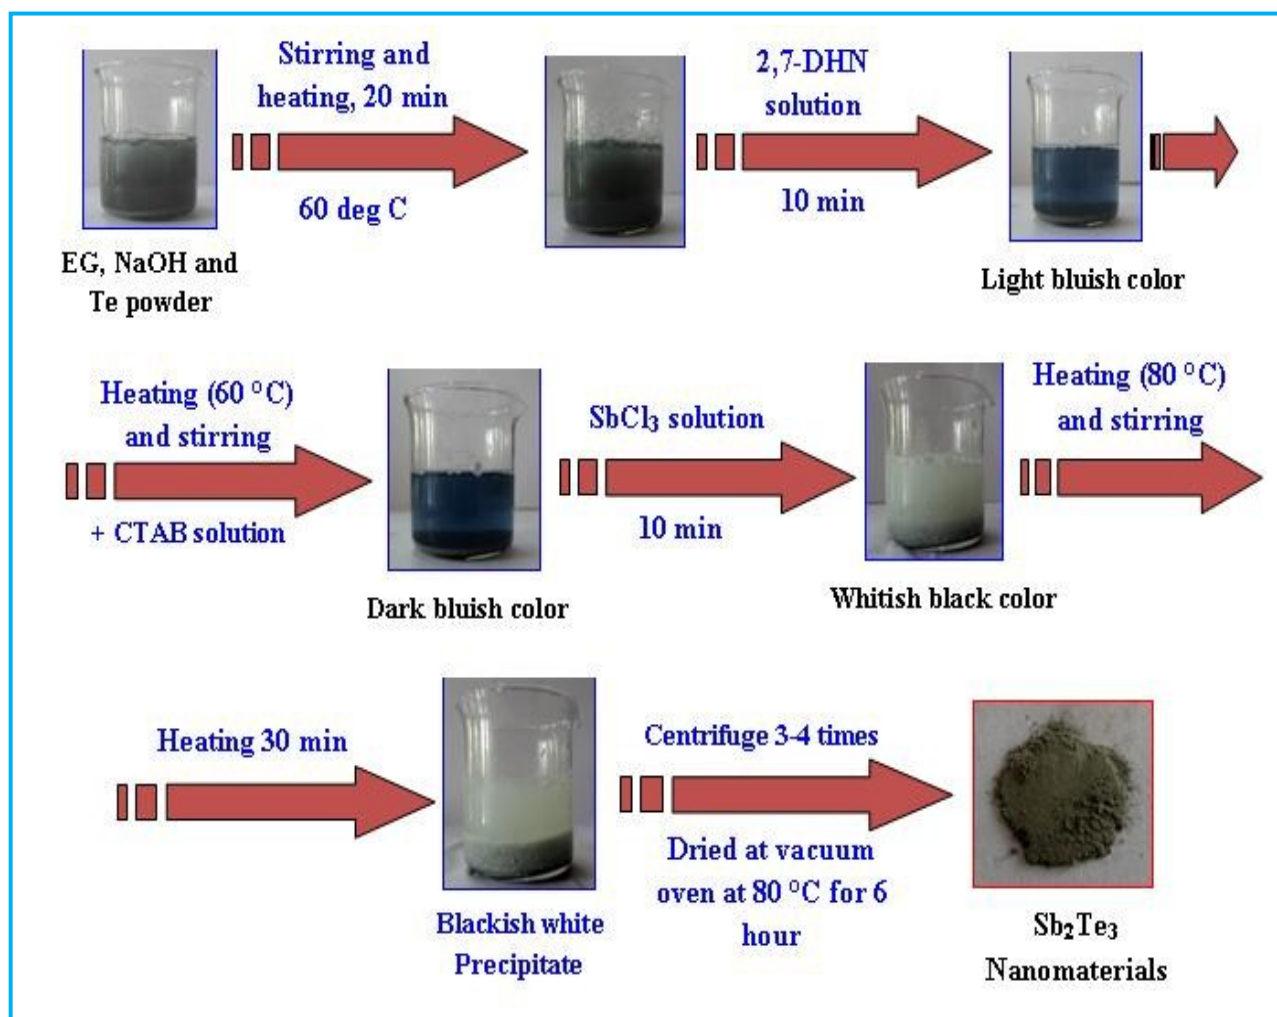 Stirring and
heating, 20 min
60 deg C
EG, NaOH and
Te powder
2,7-DHN
solution
10 min
Light bluish color
Heating (60 °C)
and stirring
+ CTAB solution
Dark bluish color
SbCl₃ solution
10 min
Whitish black color
Heating (80 °C)
and stirring
Heating 30 min
Blackish white
Precipitate
Centrifuge 3-4 times
Dried at vacuum
oven at 80 °C for 6
hour
Sb₂Te₃
Nanomaterials